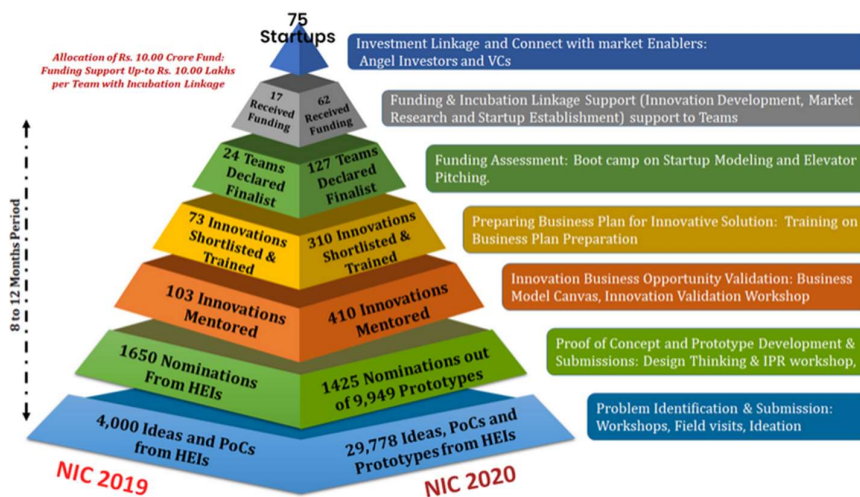 75
Startups
Allocation of Rs. 10.00 Crore Fund:
Funding Support Up-to Rs. 10.00 Lakhs
per Team with Incubation Linkage
Investment Linkage and Connect with market Enablers:
Angel Investors and VCs
17
Received
Funding
62
Received
Funding
Funding & Incubation Linkage Support (Innovation Development, Market
Research and Startup Establishment) support to Teams
24 Teams
Declared
Finalist
127 Teams
Declared
Finalist
Funding Assessment: Boot camp on Startup Modeling and Elevator
Pitching.
73 Innovations
Shortlisted &
Trained
310 Innovations
Shortlisted &
Trained
Preparing Business Plan for Innovative Solution: Training on
Business Plan Preparation
103 Innovations
Mentored
410 Innovations
Mentored
Innovation Business Opportunity Validation: Business
Model Canvas, Innovation Validation Workshop
1650 Nominations
From HEIs
1425 Nominations out
of 9,949 Prototypes
Proof of Concept and Prototype Development &
Submissions: Design Thinking & IPR workshop,
4,000 Ideas and PoCs
from HEIs
29,778 Ideas, PoCs and
Prototypes from HEIs
Problem Identification & Submission:
Workshops, Field visits, Ideation
8 to 12 Months Period
NIC 2019
NIC 2020